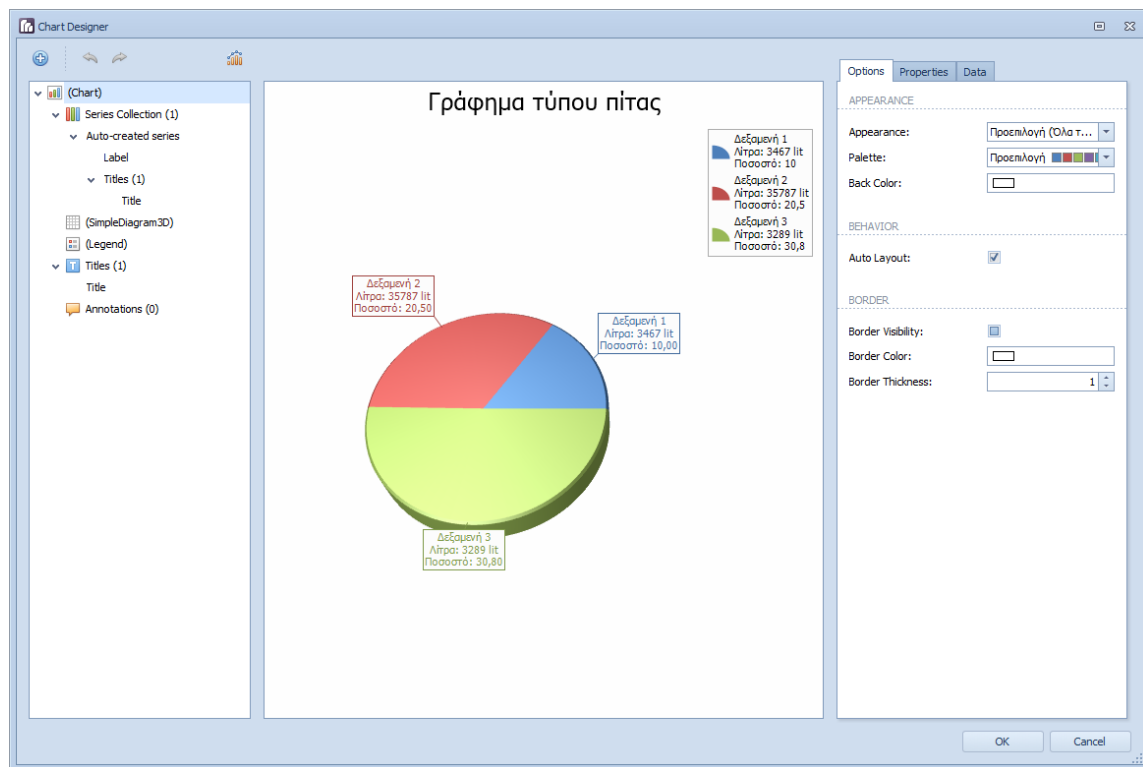 Chart Designer
(Chart)
Series Collection (1)
Auto-created series
Label
Titles (1)
Title
(SimpleDiagram3D)
(Legend)
Titles (1)
Title
Annotations (0)
Γράφημα τύπου πίτας
Δεξαμενή 1
Λίτρα: 3467 lit
Ποσοστό: 10
Δεξαμενή 2
Λίτρα: 35787 lit
Ποσοστό: 20,5
Δεξαμενή 3
Λίτρα: 3289 lit
Ποσοστό: 30,8
Δεξαμενή 2
Λίτρα: 35787 lit
Ποσοστό: 20,50
Δεξαμενή 1
Λίτρα: 3467 lit
Ποσοστό: 10,00
Δεξαμενή 3
Λίτρα: 3289 lit
Ποσοστό: 30,80
Options Properties Data
APPEARANCE
Appearance: Προεπιλογή (Όλα τ...
Palette: Προεπιλογή
Back Color:
BEHAVIOR
Auto Layout:
BORDER
Border Visibility:
Border Color:
Border Thickness: 1
OK Cancel